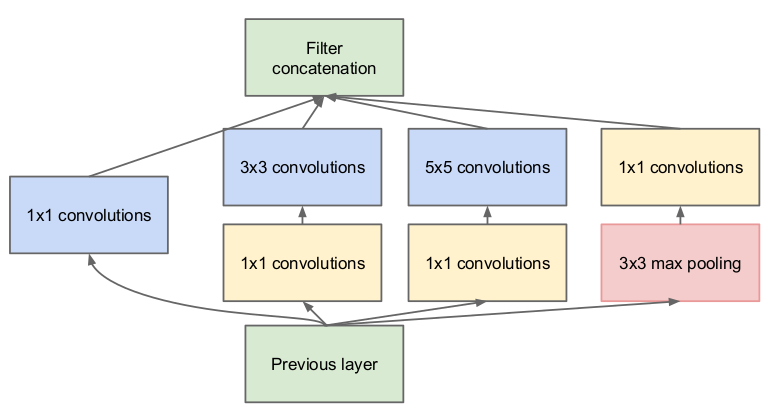 Filter
concatenation
3x3 convolutions
5x5 convolutions
1x1 convolutions
1x1 convolutions
1x1 convolutions
1x1 convolutions
3x3 max pooling
Previous layer